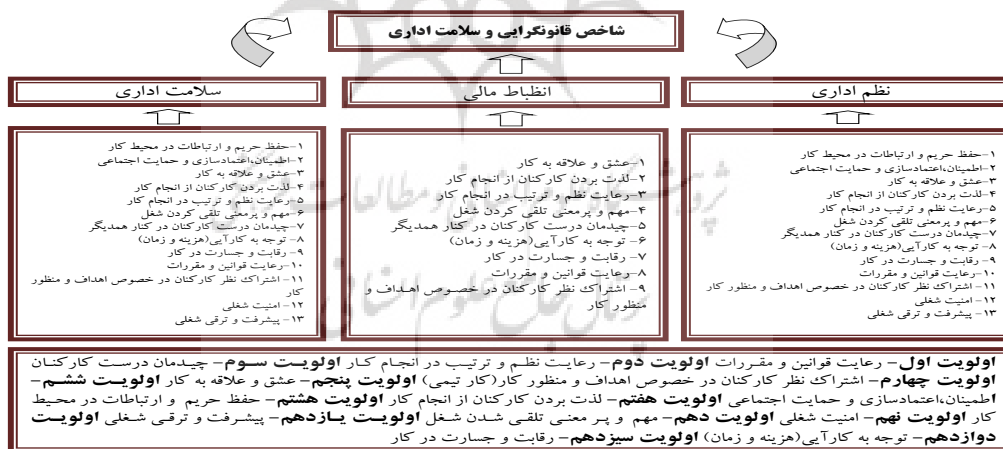 شاخص قانونگرایی و سلامت اداری
نظم اداری
انظباط مالی
سلامت اداری
۱-حفظ حریم و ارتباطات در محیط کار
۲-اطمینان،اعتمادسازی و حمایت اجتماعی
۳-عشق و علاقه به کار
۴-لذت بردن کارکنان از انجام کار
۵-رعایت نظم و ترتیب در انجام کار
۶-مهم و پرمعنی تلقی کردن شغل
۷-چیدمان درست کارکنان در کنار همدیگر
۸- توجه به کارآیی(هزینه و زمان)
۹- رقابت و جسارت در کار
۱۰-رعایت قوانین و مقررات
۱۱- اشتراک نظر کارکنان در خصوص اهداف و منظور کار
۱۲- امنیت شغلی
۱۳- پیشرفت و ترقی شغلی
۱-عشق و علاقه به کار
۲-لذت بردن کارکنان از انجام کار
۳-رعایت نظم و ترتیب در انجام کار
۴-مهم و پرمعنی تلقی کردن شغل
۵-چیدمان درست کارکنان در کنار همدیگر
۶- توجه به کارآیی(هزینه و زمان)
۷- رقابت و جسارت در کار
۸-رعایت قوانین و مقررات
۹- اشتراک نظر کارکنان در خصوص اهداف و
منظور کار
۱-حفظ حریم و ارتباطات در محیط کار
۲-اطمینان،اعتمادسازی و حمایت اجتماعی
۳-عشق و علاقه به کار
۴-لذت بردن کارکنان از انجام کار
۵-رعایت نظم و ترتیب در انجام کار
۶-مهم و پرمعنی تلقی کردن شغل
۷-چیدمان درست کارکنان در کنار همدیگر
۸- توجه به کارآیی(هزینه و زمان)
۹- رقابت و جسارت در کار
۱۰-رعایت قوانین و مقررات
۱۱- اشتراک نظر کارکنان در خصوص اهداف و منظور
کار
۱۲- امنیت شغلی
۱۳- پیشرفت و ترقی شغلی
اولویت اول- رعایت قوانین و مقررات اولویت دوم- رعایت نظم و ترتیب در انجام کار اولویت سوم- چیدمان درست کارکنان
اولویت چهارم- اشتراک نظر کارکنان در خصوص اهداف و منظور کار(کار تیمی) اولویت پنجم- عشق و علاقه به کار اولویت ششم-
اطمینان،اعتمادسازی و حمایت اجتماعی اولویت هفتم- لذت بردن کارکنان از انجام کار اولویت هشتم- حفظ حریم و ارتباطات در محیط
کار اولویت نهم- امنیت شغلی اولویت دهم- مهم و پر معنی تلقی شدن شغل اولویت یازدهم- پیشرفت و ترقی شغلی اولویت
دوازدهم- توجه به کارآیی(هزینه و زمان) اولویت سیزدهم- رقابت و جسارت در کار